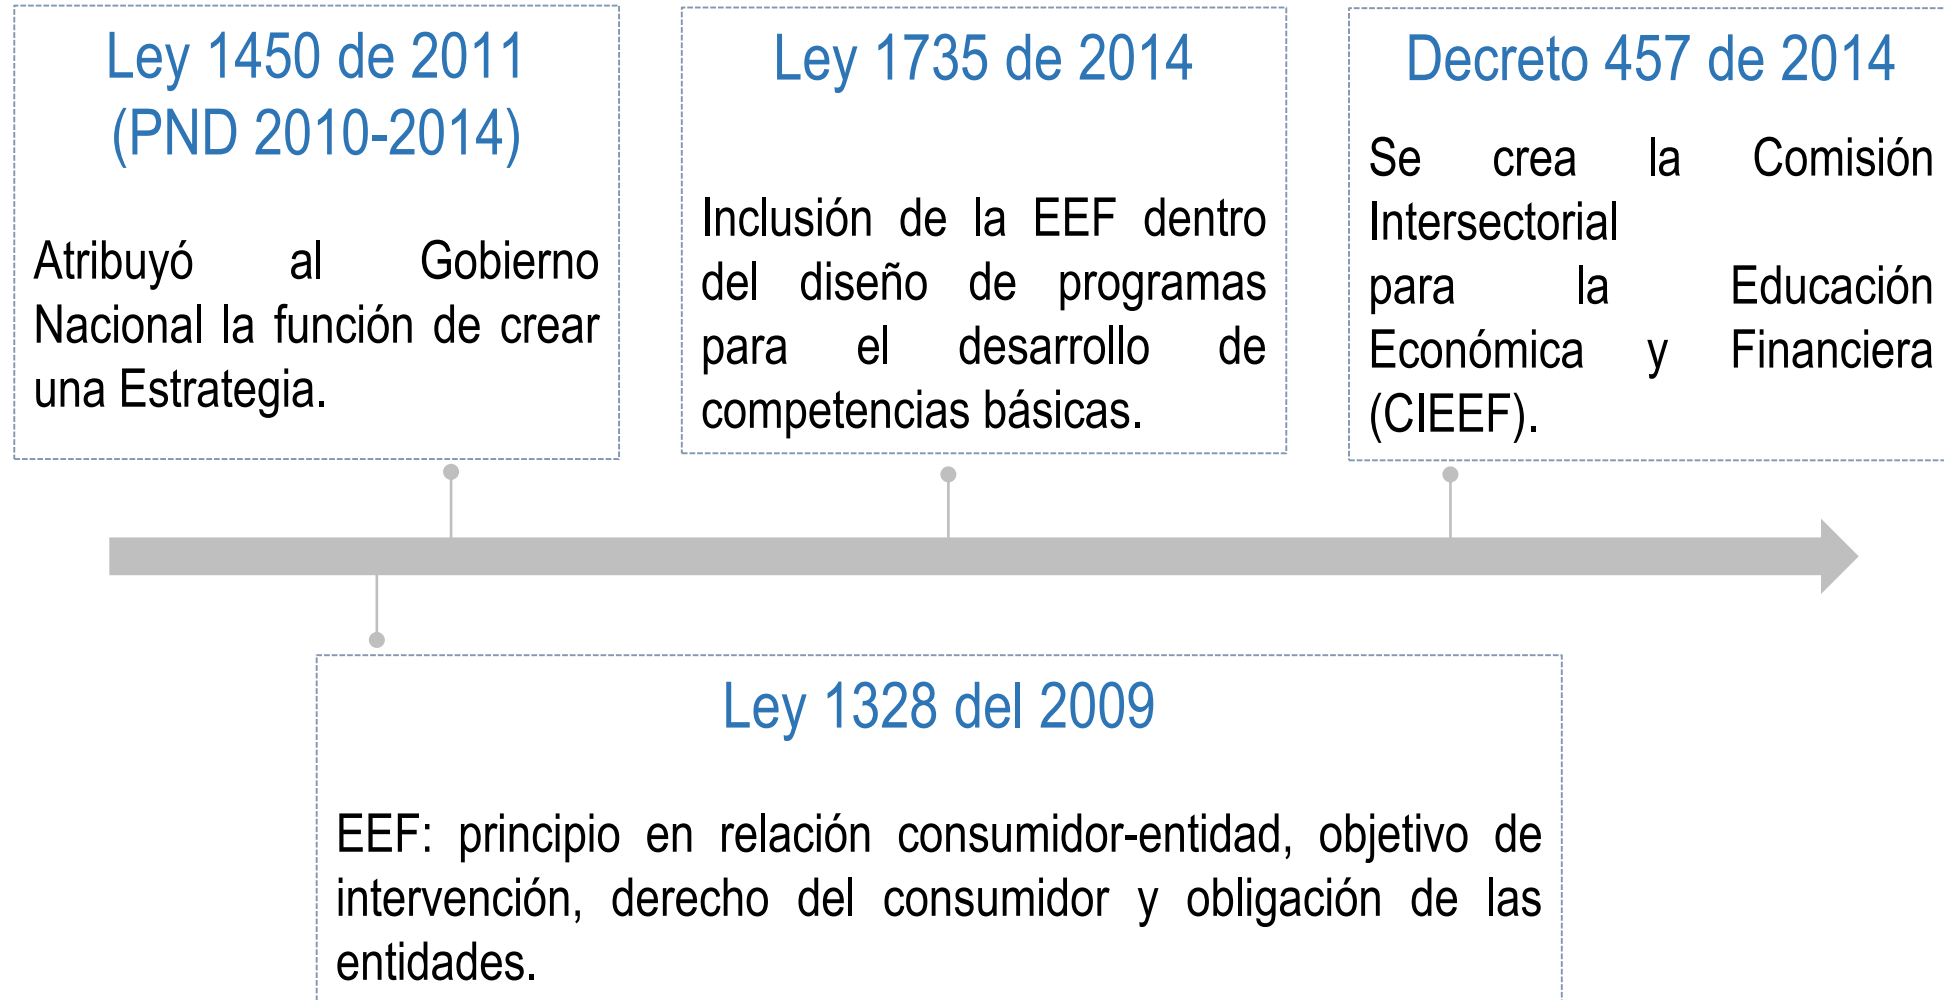 Ley 1450 de 2011
(PND 2010-2014)
Atribuyó al Gobierno
Nacional la función de crear
una Estrategia.
Ley 1735 de 2014
Inclusión de la EEF dentro
del diseño de programas
para el desarrollo de
competencias básicas.
Decreto 457 de 2014
Se crea la Comisión
Intersectorial
para la Educación
Económica y Financiera
(CIEEF).
Ley 1328 del 2009
EEF: principio en relación consumidor-entidad, objetivo de
intervención, derecho del consumidor y obligación de las
entidades.